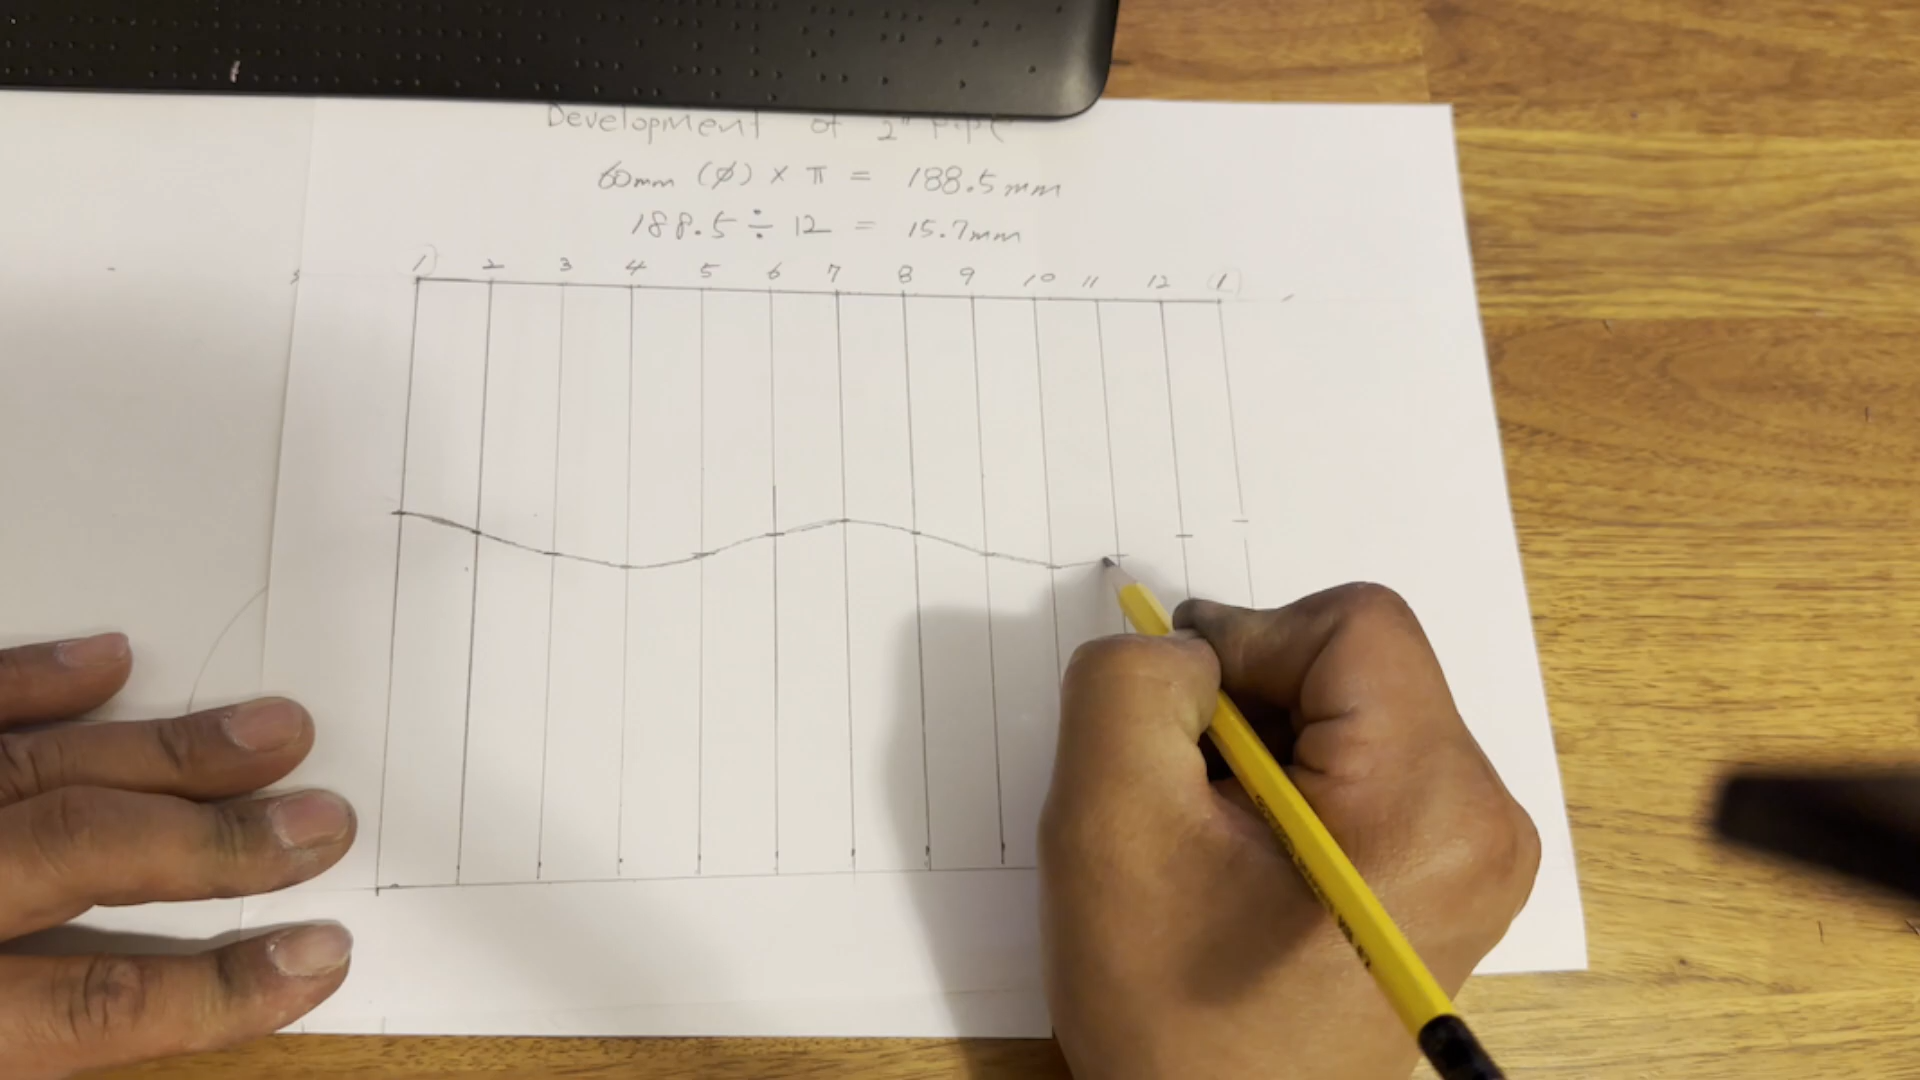 Development of 2" Pipe
60mm (Ø) × π = 188.5mm
188.5 ÷ 12 = 15.7mm
1 2 3 4 5 6 7 8 9 10 11 12 (1)